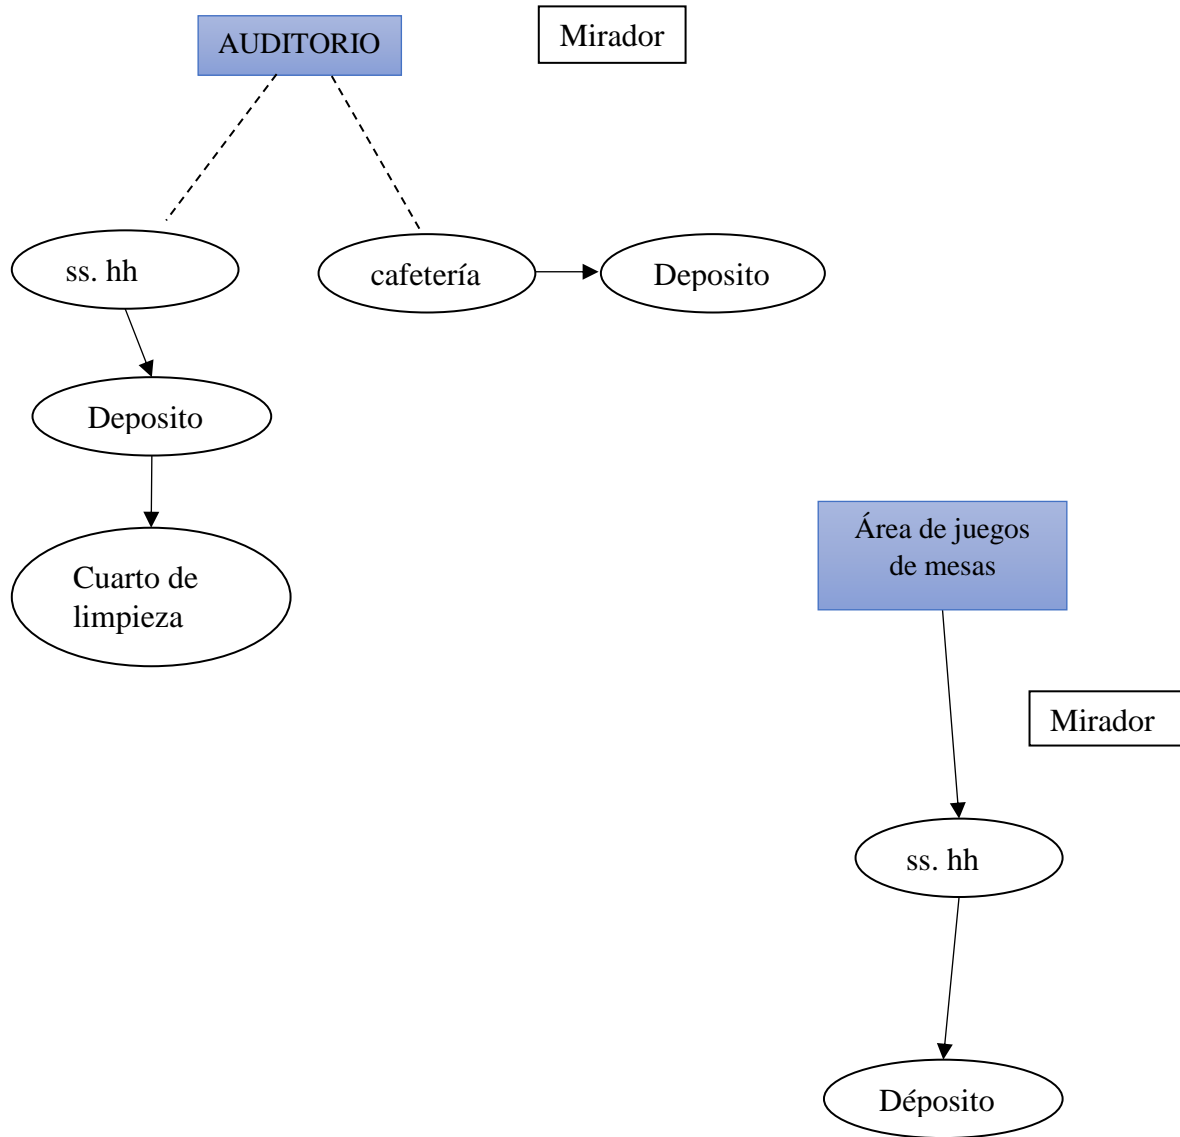 AUDITORIO
Mirador
ss. hh
cafetería
Deposito
Deposito
Cuarto de
limpieza
Área de juegos
de mesas
Mirador
ss. hh
Déposito